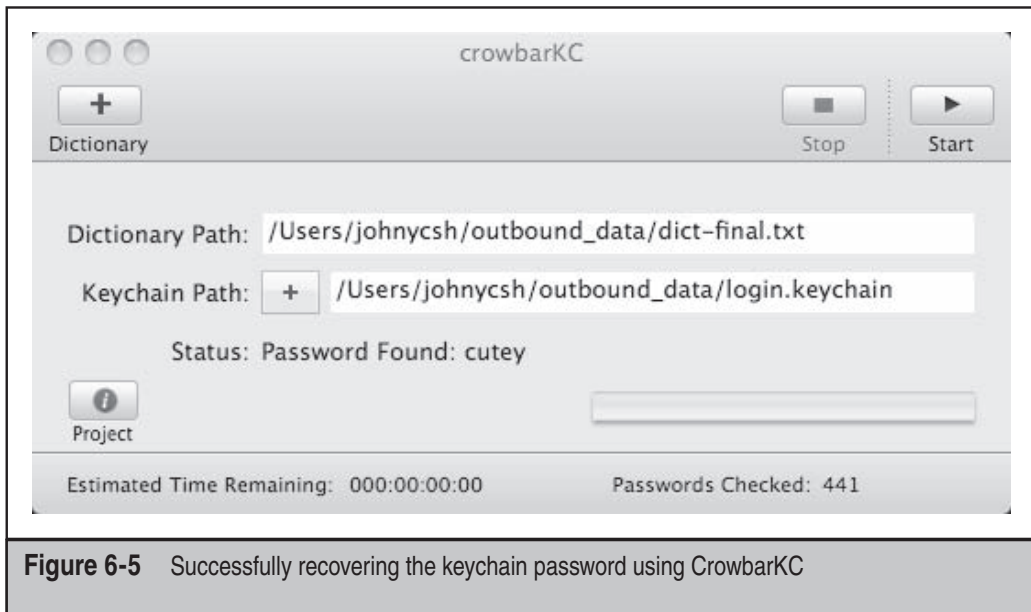 crowbarKC
Dictionary
Stop
Start
Dictionary Path: /Users/johnycsh/outbound_data/dict-final.txt
Keychain Path: + /Users/johnycsh/outbound_data/login.keychain
Status: Password Found: cutey
Project
Estimated Time Remaining: 000:00:00:00 Passwords Checked: 441
Figure 6-5 Successfully recovering the keychain password using CrowbarKC